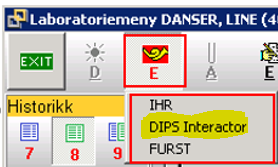 Laboratoriemeny DANSER, LINE (4
EXIT D E A E
Historikk
7 8 9
IHR
DIPS Interactor
FURST